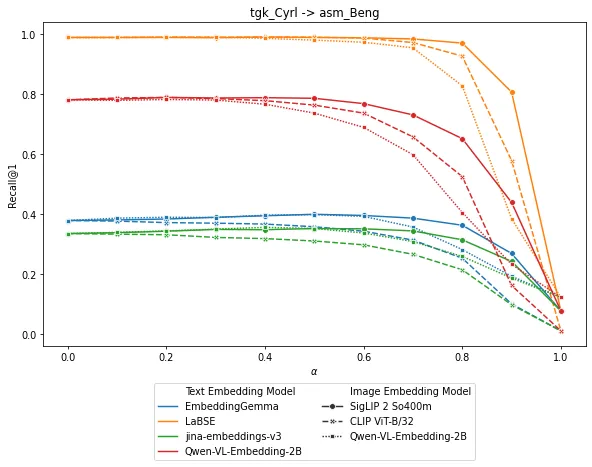 tgk_Cyrl -> asm_Beng
1.0
0.8
0.6
0.4
0.2
0.0
Recall@1
0.0 0.2 0.4 0.6 0.8 1.0
α
Text Embedding Model Image Embedding Model
EmbeddingGemma SigLIP 2 So400m
LaBSE CLIP ViT-B/32
jina-embeddings-v3 Qwen-VL-Embedding-2B
Qwen-VL-Embedding-2B